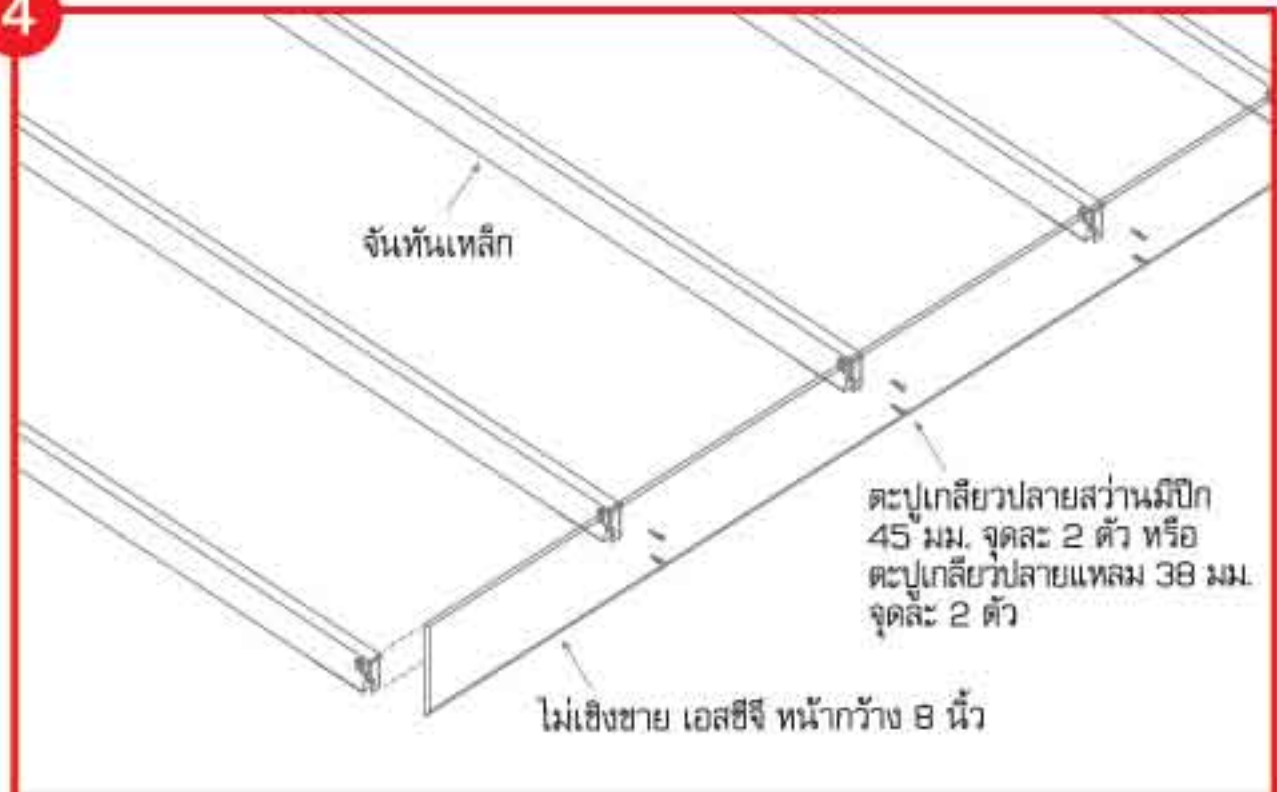 4
จันทันเหล็ก
ตะปูเกลียวปลายสว่านมีปีก
45 มม. จุดละ 2 ตัว หรือ
ตะปูเกลียวปลายแหลม 38 มม.
จุดละ 2 ตัว
ไม้เชิงชาย เอสซีจี หน้ากว้าง 8 นิ้ว